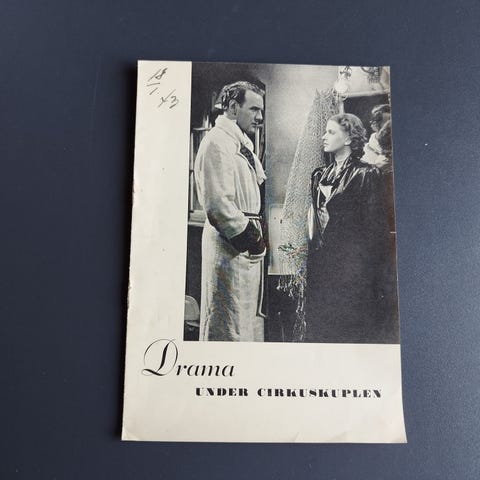 18
/1 43
Drama
UNDER CIRKUSKUPLEN